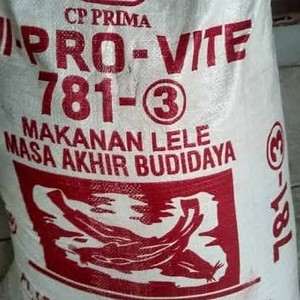 CP PRIMA
I-PRO-VITE
781-③
MAKANAN LELE
MASA AKHIR BUDIDAYA
781-③